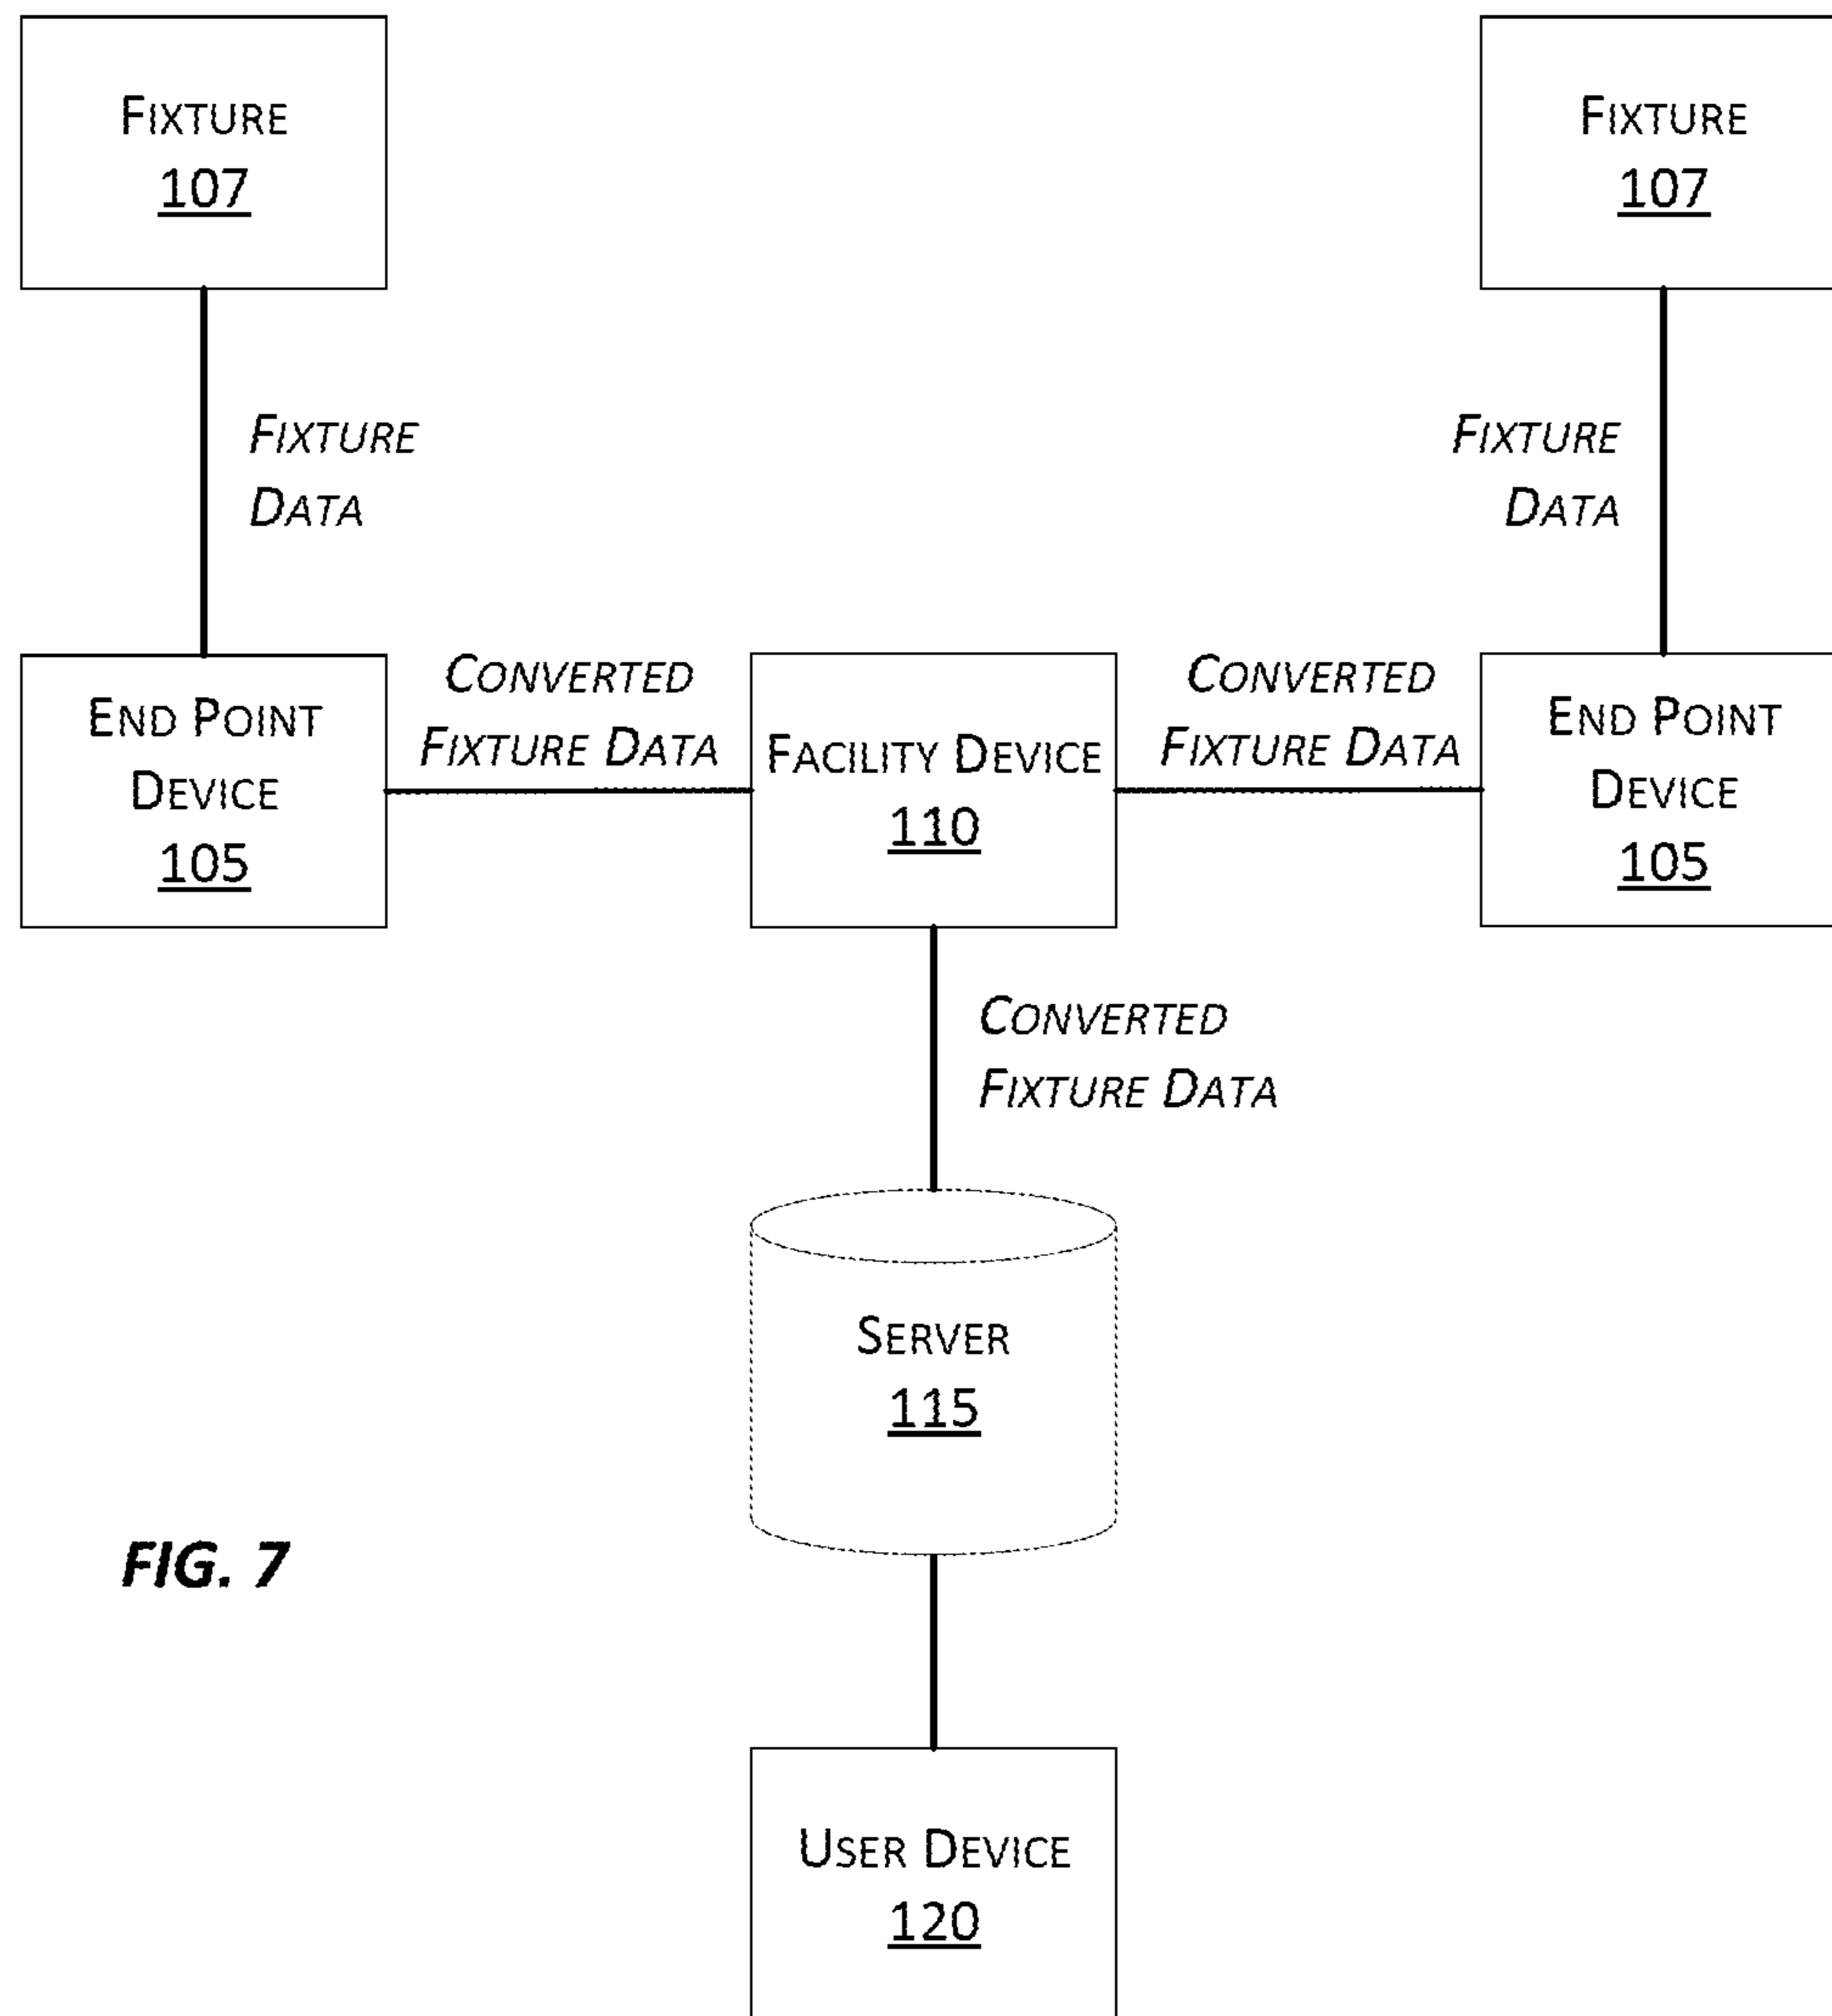 FIXTURE
107
FIXTURE
107
FIXTURE
DATA
FIXTURE
DATA
END POINT
DEVICE
105
CONVERTED
FIXTURE DATA
FACILITY DEVICE
110
CONVERTED
FIXTURE DATA
END POINT
DEVICE
105
CONVERTED
FIXTURE DATA
SERVER
115
FIG. 7
USER DEVICE
120